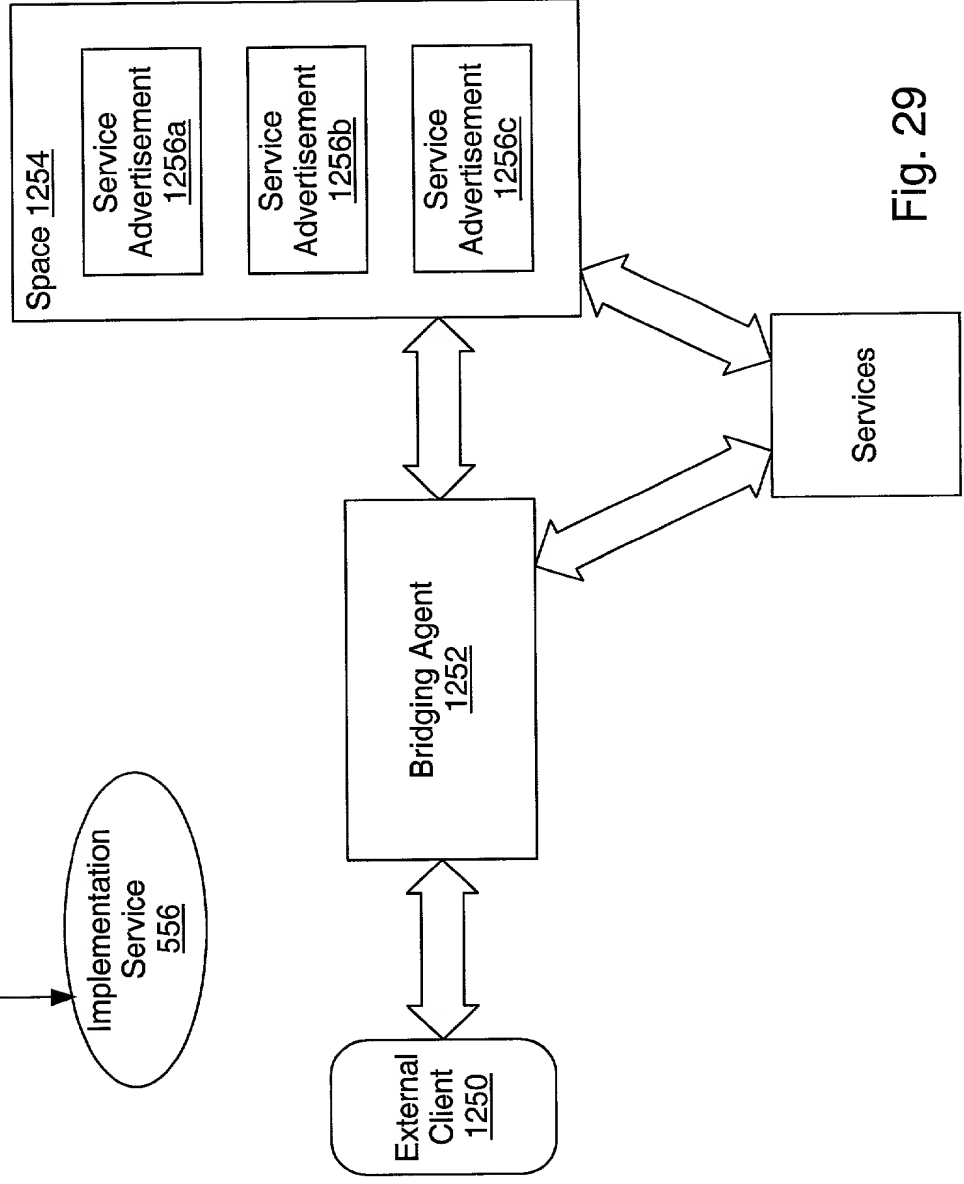 Space 1254
Service
Advertisement
1256a
Service
Advertisement
1256b
Service
Advertisement
1256c
Implementation
Service
556
Bridging Agent
1252
External
Client
1250
Services
Fig. 29